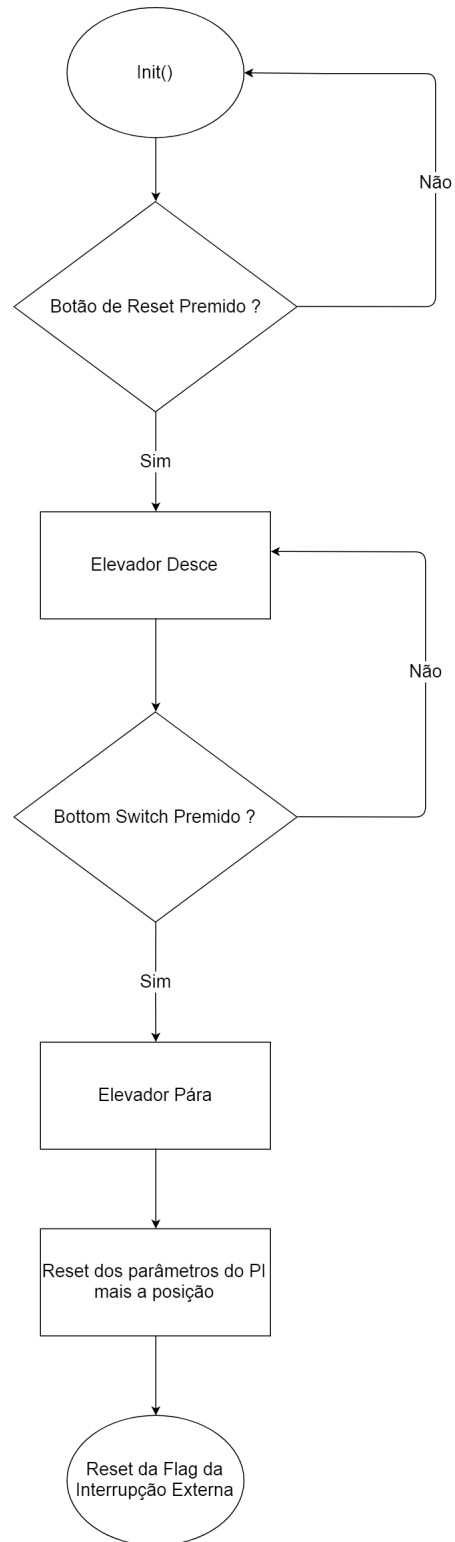 Init()
Não
Botão de Reset Premido ?
Sim
Elevador Desce
Não
Bottom Switch Premido ?
Sim
Elevador Pára
Reset dos parâmetros do PI
mais a posição
Reset da Flag da
Interrupção Externa